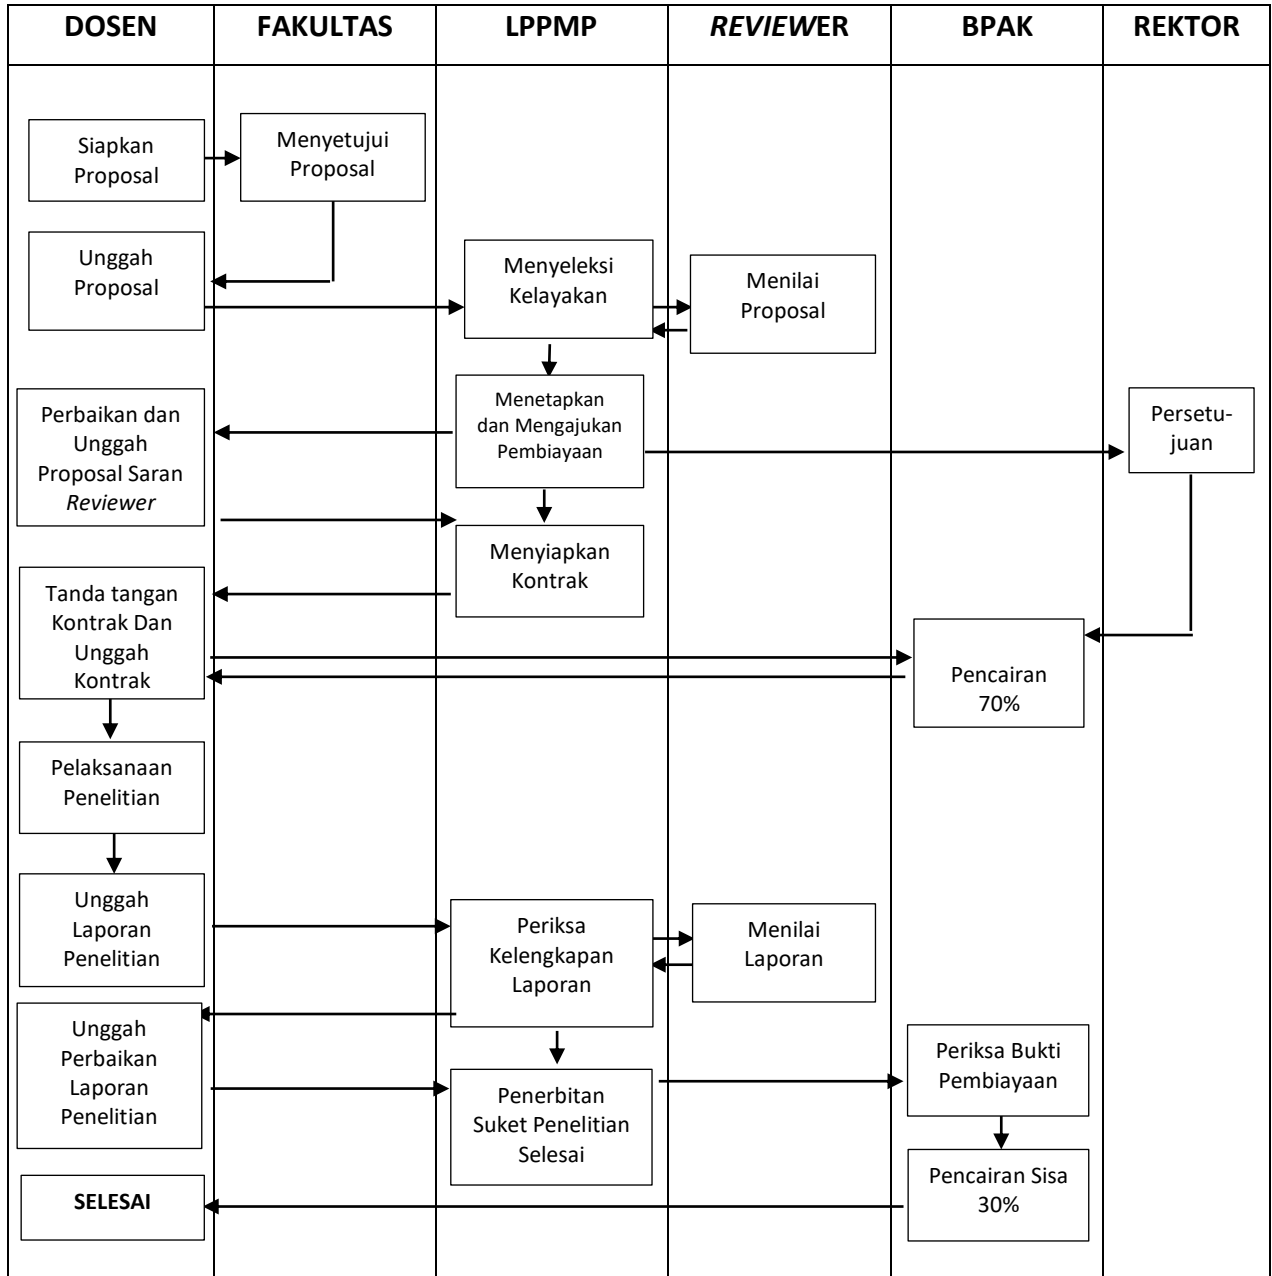 DOSEN
FAKULTAS
LPPMP
REVIEWER
BPAK
REKTOR
Siapkan
Proposal
Menyetujui
Proposal
Unggah
Proposal
Menyeleksi
Kelayakan
Menilai
Proposal
Perbaikan dan
Unggah
Proposal Saran
Reviewer
Menetapkan
dan Mengajukan
Pembiayaan
Persetu-
juan
Menyiapkan
Kontrak
Tanda tangan
Kontrak Dan
Unggah
Kontrak
Pencairan
70%
Pelaksanaan
Penelitian
Unggah
Laporan
Penelitian
Periksa
Kelengkapan
Laporan
Menilai
Laporan
Unggah
Perbaikan
Laporan
Penelitian
Penerbitan
Suket Penelitian
Selesai
Periksa Bukti
Pembiayaan
Pencairan Sisa
30%
SELESAI